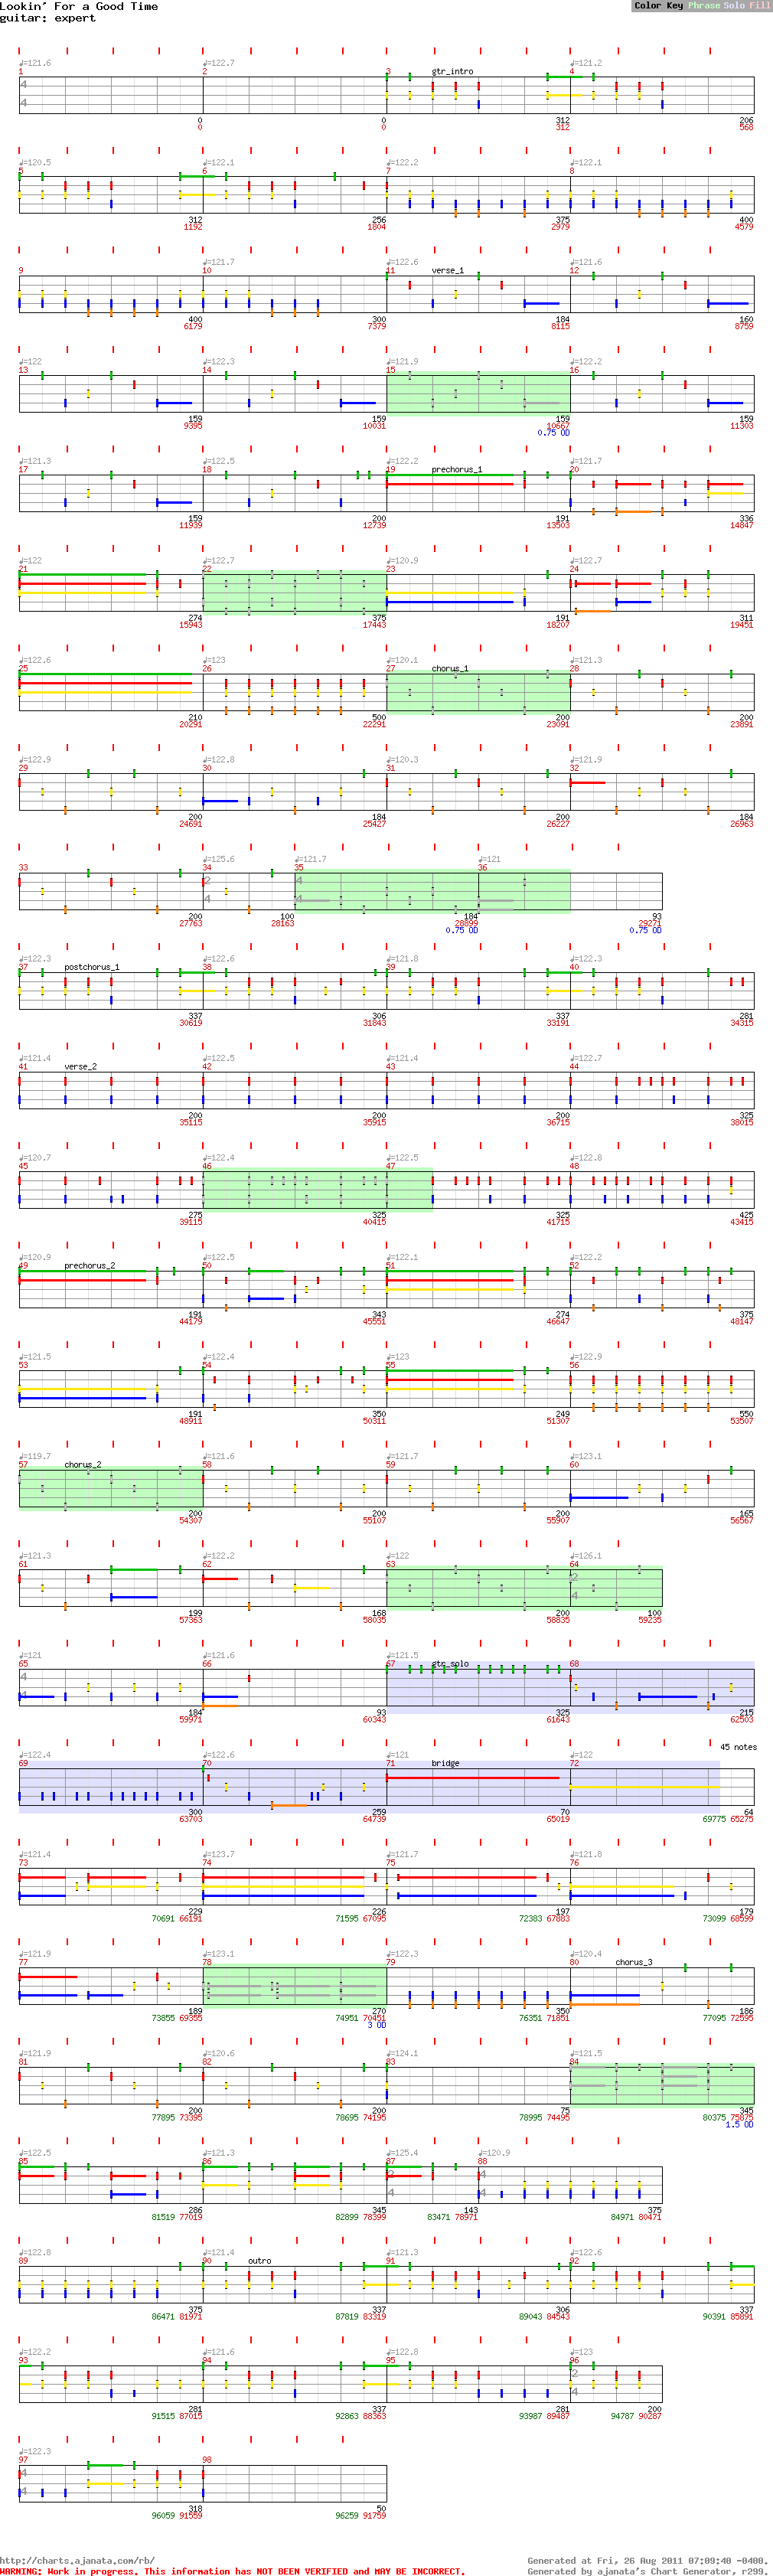 Lookin' For a Good Time
guitar: expert
Color Key Phrase Solo Fill
♩=121.6 ♩=122.7 ♩=121.2
1 2 3 gtr_intro 4
4
4
0 0 312 206
0 0 312 568
♩=120.5 ♩=122.1 ♩=122.2 ♩=122.1
5 6 7 8
312 256 375 400
1192 1804 2979 4579
♩=121.7 ♩=122.6 ♩=121.6
9 10 11 verse_1 12
400 300 184 160
6179 7379 8115 8759
♩=122 ♩=122.3 ♩=121.9 ♩=122.2
13 14 15 16
159 159 159 159
9395 10031 10667 11303
0.75 OD
♩=121.3 ♩=122.5 ♩=122.2 ♩=121.7
17 18 19 prechorus_1 20
159 200 191 336
11939 12739 13503 14847
♩=122 ♩=122.7 ♩=120.9 ♩=122.7
21 22 23 24
274 375 191 311
15943 17443 18207 19451
♩=122.6 ♩=123 ♩=120.1 ♩=121.3
25 26 27 chorus_1 28
210 500 200 200
20291 22291 23091 23891
♩=122.9 ♩=122.8 ♩=120.3 ♩=121.9
29 30 31 32
200 184 200 184
24691 25427 26227 26963
♩=125.6 ♩=121.7 ♩=121
33 34 35 36
2 4
4 4
200 100 184 93
27763 28163 28899 29271
0.75 OD 0.75 OD
♩=122.3 ♩=122.6 ♩=121.8 ♩=122.3
37 postchorus_1 38 39 40
337 306 337 281
30619 31843 33191 34315
♩=121.4 ♩=122.5 ♩=121.4 ♩=122.7
41 verse_2 42 43 44
200 200 200 325
35115 35915 36715 38015
♩=120.7 ♩=122.4 ♩=122.5 ♩=122.8
45 46 47 48
275 325 325 425
39115 40415 41715 43415
♩=120.9 ♩=122.5 ♩=122.1 ♩=122.2
49 prechorus_2 50 51 52
191 343 274 375
44179 45551 46647 48147
♩=121.5 ♩=122.4 ♩=123 ♩=122.9
53 54 55 56
191 350 249 550
48911 50311 51307 53507
♩=119.7 ♩=121.6 ♩=121.7 ♩=123.1
57 chorus_2 58 59 60
200 200 200 165
54307 55107 55907 56567
♩=121.3 ♩=122.2 ♩=122 ♩=126.1
61 62 63 64
2
4
199 168 200 100
57363 58035 58835 59235
♩=121 ♩=121.6 ♩=121.5
65 66 67 gtr_solo 68
4
4
184 93 325 215
59971 60343 61643 62503
45 notes
♩=122.4 ♩=122.6 ♩=121 ♩=122
69 70 71 bridge 72
300 259 70 64
63703 64739 65019 69775 65275
♩=121.4 ♩=123.7 ♩=121.7 ♩=121.8
73 74 75 76
229 226 197 179
70691 66191 71595 67095 72383 67883 73099 68599
♩=121.9 ♩=123.1 ♩=122.3 ♩=120.4
77 78 79 80 chorus_3
189 270 350 186
73855 69355 74951 70451 76351 71851 77095 72595
3 OD
♩=121.9 ♩=120.6 ♩=124.1 ♩=121.5
81 82 83 84
200 200 75 345
77895 73395 78695 74195 78995 74495 80375 75875
1.5 OD
♩=122.5 ♩=121.3 ♩=125.4 ♩=120.9
85 86 87 88
2 4
4 4
286 345 143 375
81519 77019 82899 78399 83471 78971 84971 80471
♩=122.8 ♩=121.4 ♩=121.3 ♩=122.6
89 90 outro 91 92
375 337 306 337
86471 81971 87819 83319 89043 84543 90391 85891
♩=122.2 ♩=121.6 ♩=122.8 ♩=123
93 94 95 96
2
4
281 337 281 200
91515 87015 92863 88363 93987 89487 94787 90287
♩=122.3
97 98
4
4
318 50
96059 91559 96259 91759
http://charts.ajanata.com/rb/ Generated at Fri, 26 Aug 2011 07:09:40 -0400.
WARNING: Work in progress. This information has NOT BEEN VERIFIED and MAY BE INCORRECT. Generated by ajanata's Chart Generator, r299.